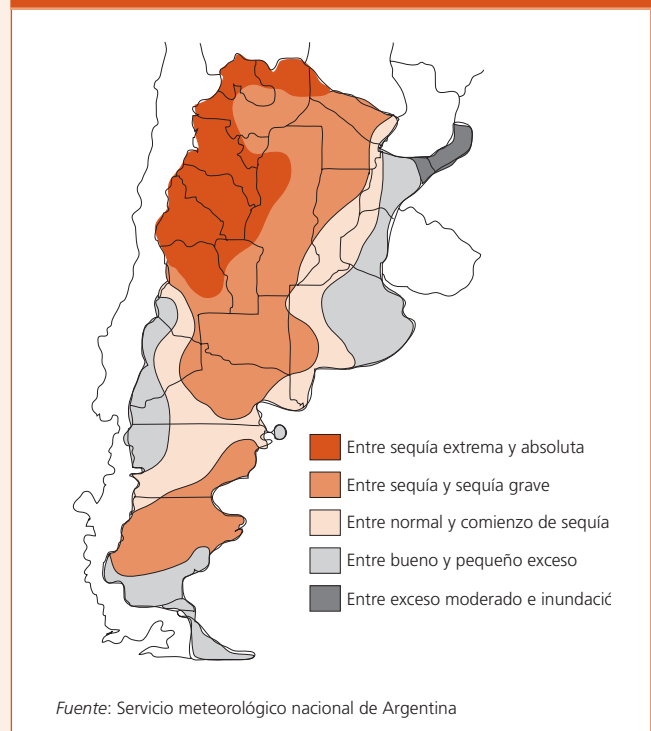 Entre sequía extrema y absoluta
Entre sequía y sequía grave
Entre normal y comienzo de sequía
Entre bueno y pequeño exceso
Entre exceso moderado e inundació
Fuente: Servicio meteorológico nacional de Argentina